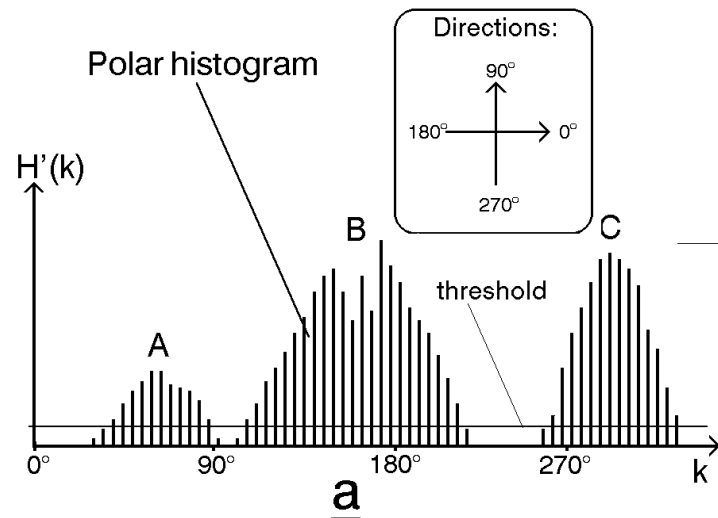 Directions:
90°
180°
0°
270°
Polar histogram
H'(k)
B
C
threshold
A
0°
90°
180°
270°
k
a